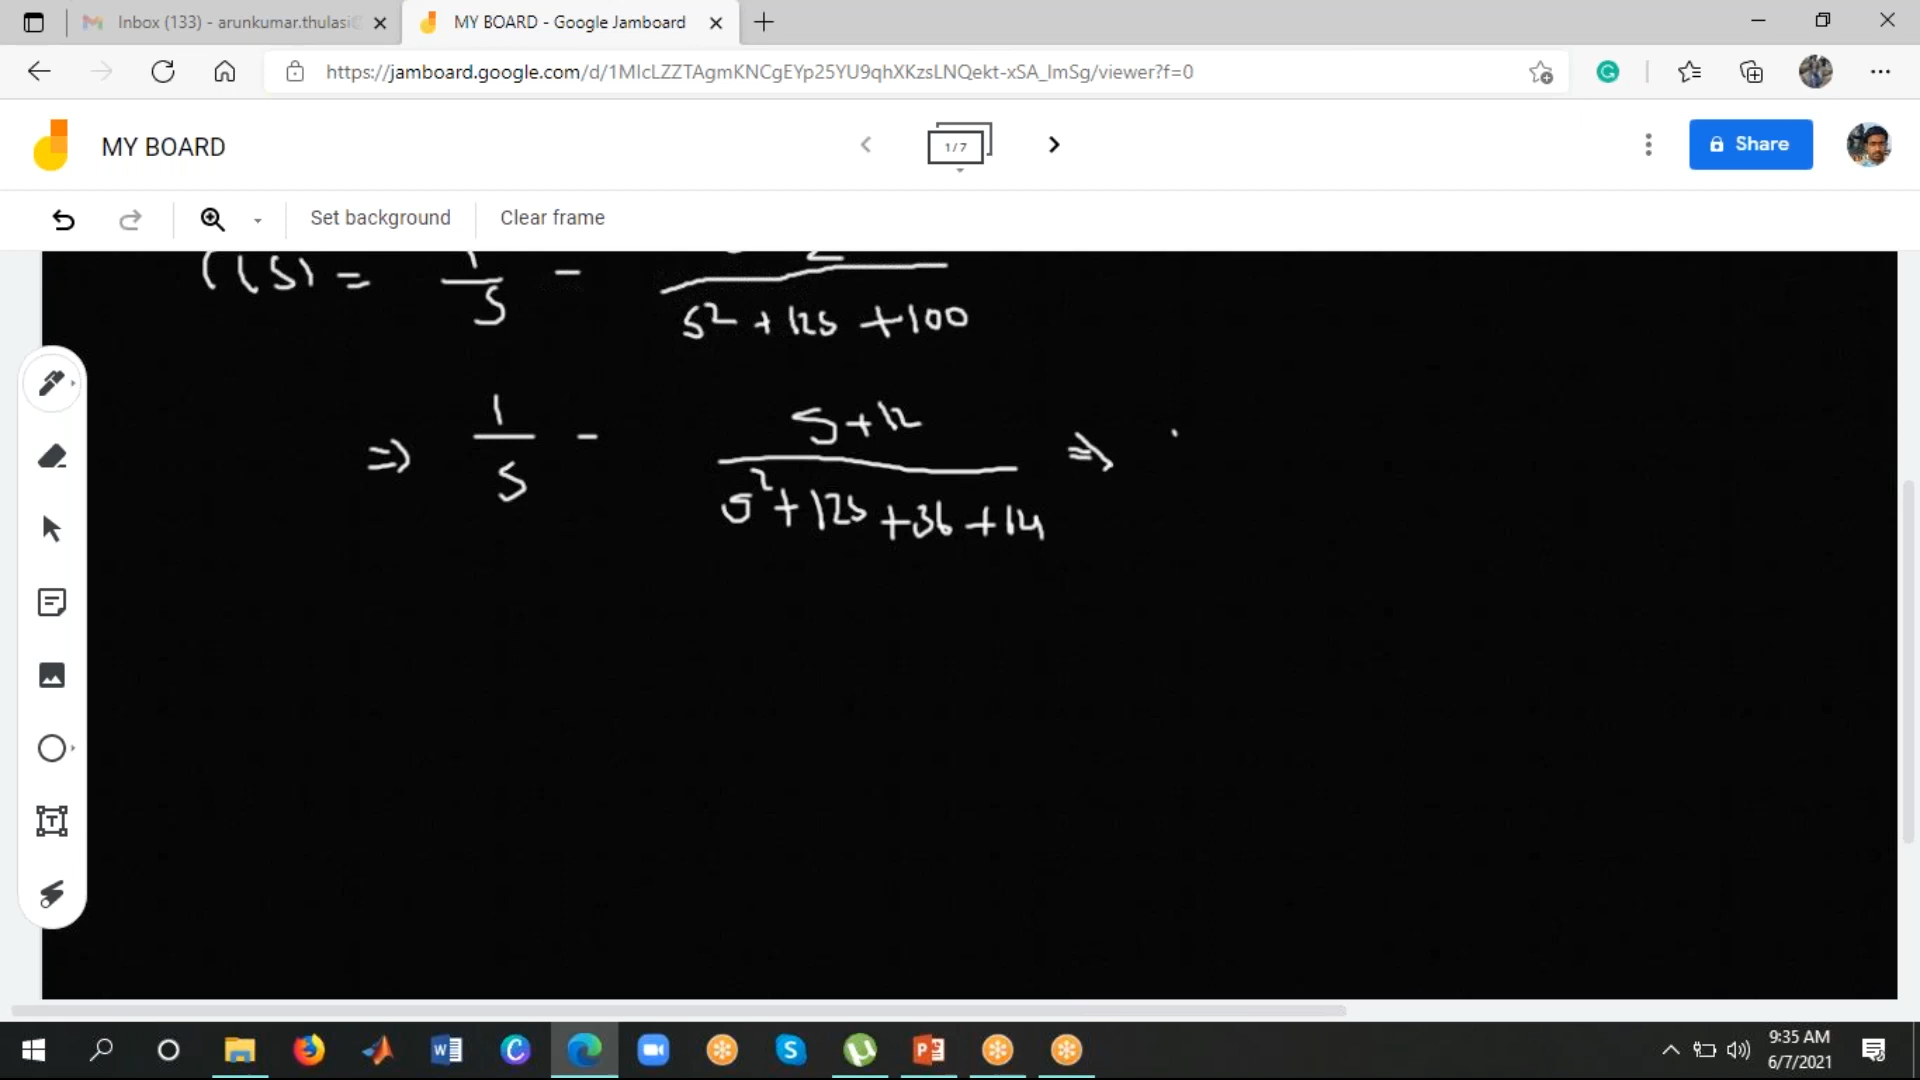 Inbox (133) - arunkumar.thulasi
MY BOARD - Google Jamboard
https://jamboard.google.com/d/1MIcLZZTAgmKNCgEYp25YU9qhXKzsLNQekt-xSA_lmSg/viewer?f=0
MY BOARD
1 / 7
Share
Set background
Clear frame
(S) = 1/S -
S² + 12S + 100
=> 1/S - (S+12)/(S² + 12S + 36 + 14 =>
9:35 AM
6/7/2021